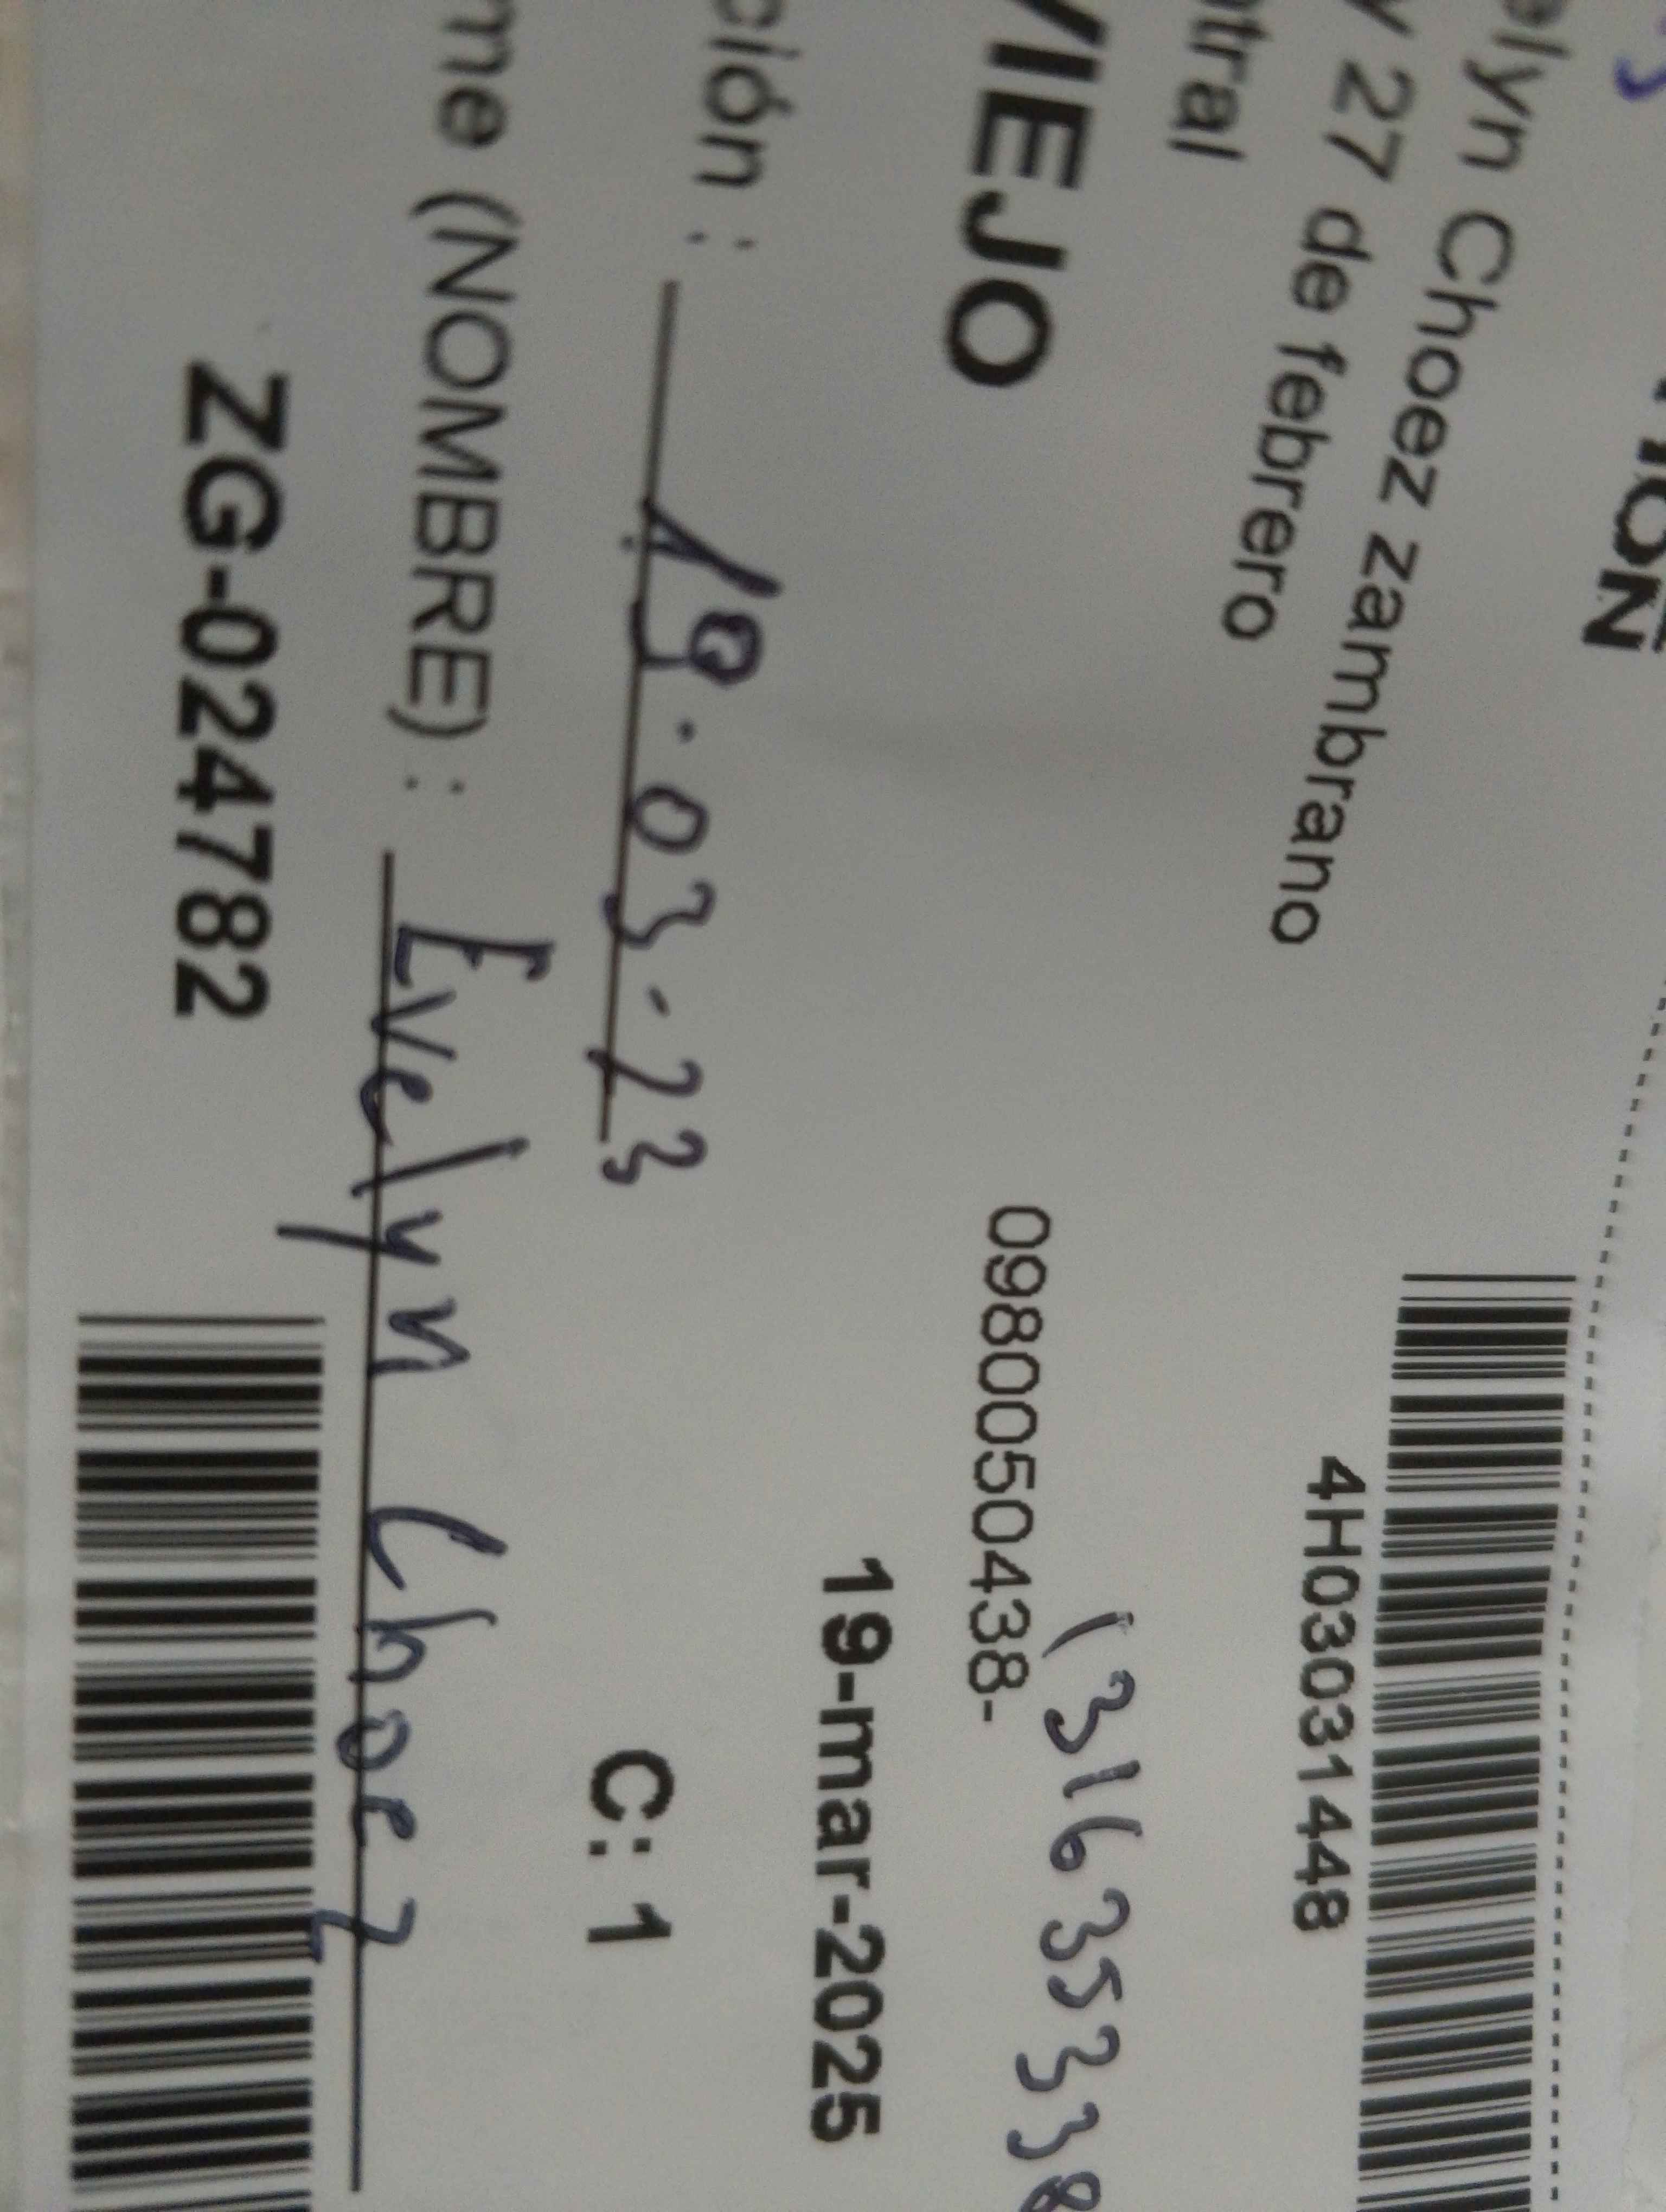 4H03031448
elyn Choez zambrano
y 27 de febrero
ntral
1316353338
VIEJO 0980050438-
19-mar-2025
ción : 19.03-23
C: 1
me (NOMBRE) : Evelyn Choez
ZG-024782